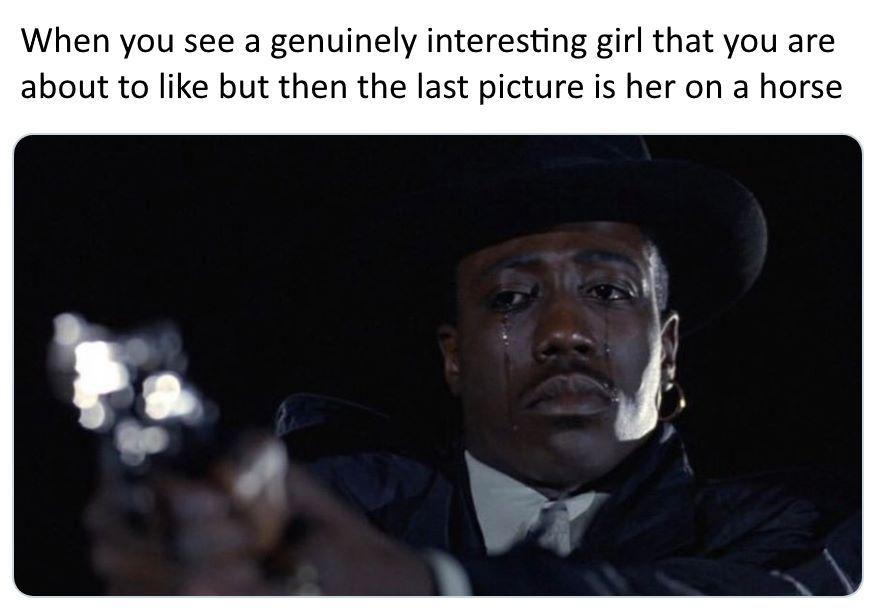 When you see a genuinely interesting girl that you are
about to like but then the last picture is her on a horse